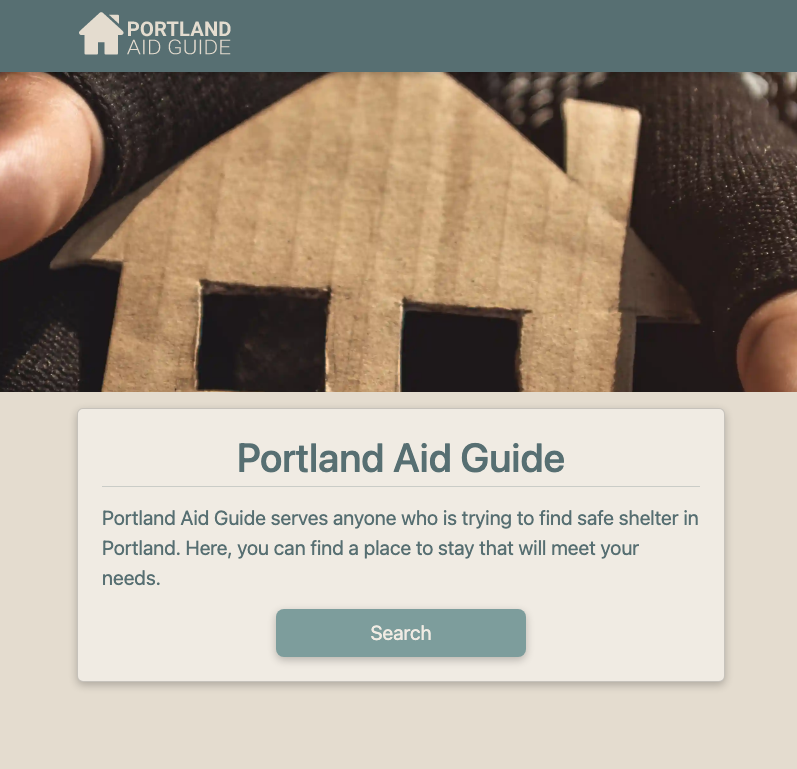 PORTLAND
AID GUIDE
Portland Aid Guide
Portland Aid Guide serves anyone who is trying to find safe shelter in
Portland. Here, you can find a place to stay that will meet your
needs.
Search